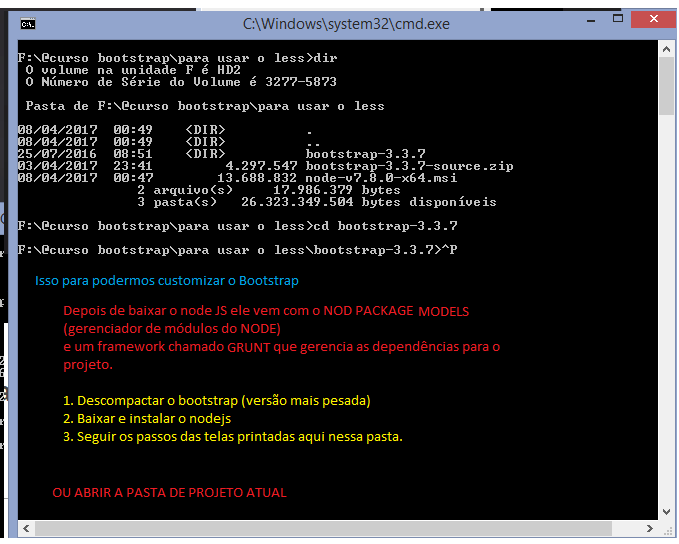 C:\Windows\system32\cmd.exe
F:\@curso bootstrap\para usar o less>dir
O volume na unidade F é HD2
O Número de Série do Volume é 3277-5873
Pasta de F:\@curso bootstrap\para usar o less
08/04/2017 00:49 <DIR> .
08/04/2017 00:49 <DIR> ..
25/07/2016 08:51 <DIR> bootstrap-3.3.7
03/04/2017 23:41 4.297.547 bootstrap-3.3.7-source.zip
08/04/2017 00:47 13.688.832 node-v7.8.0-x64.msi
2 arquivo(s) 17.986.379 bytes
3 pasta(s) 26.323.349.504 bytes disponíveis
F:\@curso bootstrap\para usar o less>cd bootstrap-3.3.7
F:\@curso bootstrap\para usar o less\bootstrap-3.3.7>^P
Isso para podermos customizar o Bootstrap
Depois de baixar o node JS ele vem com o NOD PACKAGE MODELS
(gerenciador de módulos do NODE)
e um framework chamado GRUNT que gerencia as dependências para o
projeto.
1. Descompactar o bootstrap (versão mais pesada)
2. Baixar e instalar o nodejs
3. Seguir os passos das telas printadas aqui nessa pasta.
OU ABRIR A PASTA DE PROJETO ATUAL